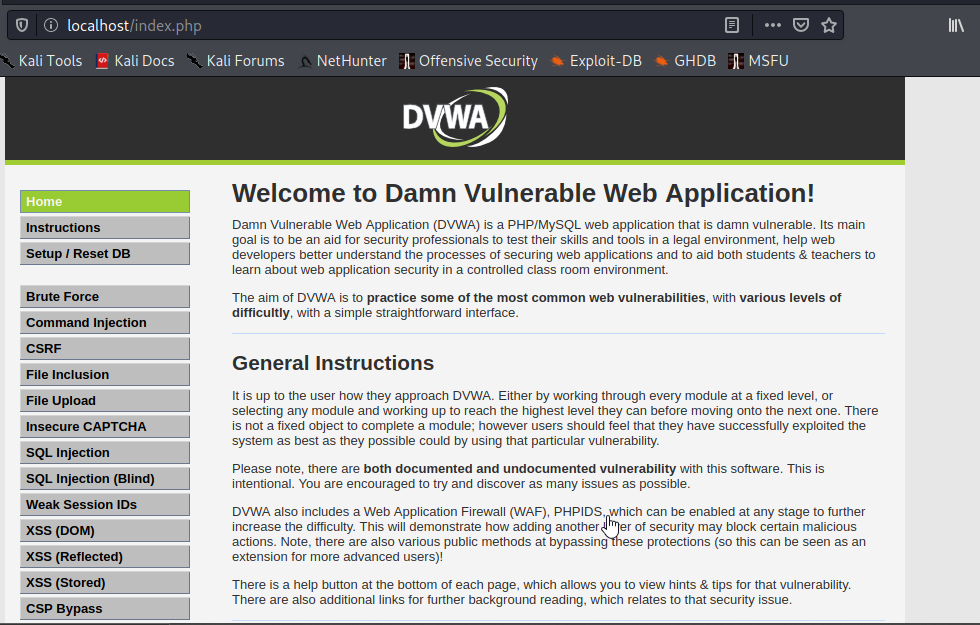 localhost/index.php
Kali Tools Kali Docs Kali Forums NetHunter Offensive Security Exploit-DB GHDB MSFU
DVWA
Home
Instructions
Setup / Reset DB
Brute Force
Command Injection
CSRF
File Inclusion
File Upload
Insecure CAPTCHA
SQL Injection
SQL Injection (Blind)
Weak Session IDs
XSS (DOM)
XSS (Reflected)
XSS (Stored)
CSP Bypass
Welcome to Damn Vulnerable Web Application!
Damn Vulnerable Web Application (DVWA) is a PHP/MySQL web application that is damn vulnerable. Its main
goal is to be an aid for security professionals to test their skills and tools in a legal environment, help web
developers better understand the processes of securing web applications and to aid both students & teachers to
learn about web application security in a controlled class room environment.
The aim of DVWA is to practice some of the most common web vulnerabilities, with various levels of
difficultly, with a simple straightforward interface.
General Instructions
It is up to the user how they approach DVWA. Either by working through every module at a fixed level, or
selecting any module and working up to reach the highest level they can before moving onto the next one. There
is not a fixed object to complete a module; however users should feel that they have successfully exploited the
system as best as they possible could by using that particular vulnerability.
Please note, there are both documented and undocumented vulnerability with this software. This is
intentional. You are encouraged to try and discover as many issues as possible.
DVWA also includes a Web Application Firewall (WAF), PHPIDS, which can be enabled at any stage to further
increase the difficulty. This will demonstrate how adding another of security may block certain malicious
actions. Note, there are also various public methods at bypassing these protections (so this can be seen as an
extension for more advanced users)!
There is a help button at the bottom of each page, which allows you to view hints & tips for that vulnerability.
There are also additional links for further background reading, which relates to that security issue.